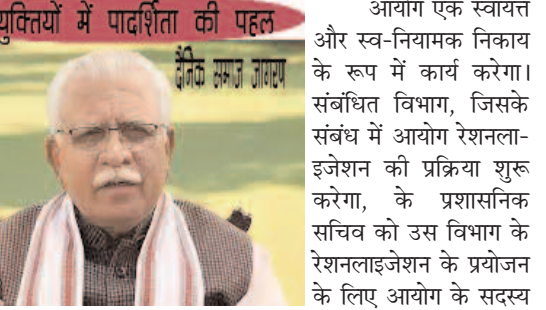 युक्तियों में पादर्शिता की पहल
दैनिक समाज जागरण
आयोग एक स्वायत्त
और स्व-नियामक निकाय
के रूप में कार्य करेगा।
संबंधित विभाग, जिसके
संबंध में आयोग रेशनला-
इजेशन की प्रक्रिया शुरू
करेगा, के प्रशासनिक
सचिव को उस विभाग के
रेशनलाइजेशन के प्रयोजन
के लिए आयोग के सदस्य